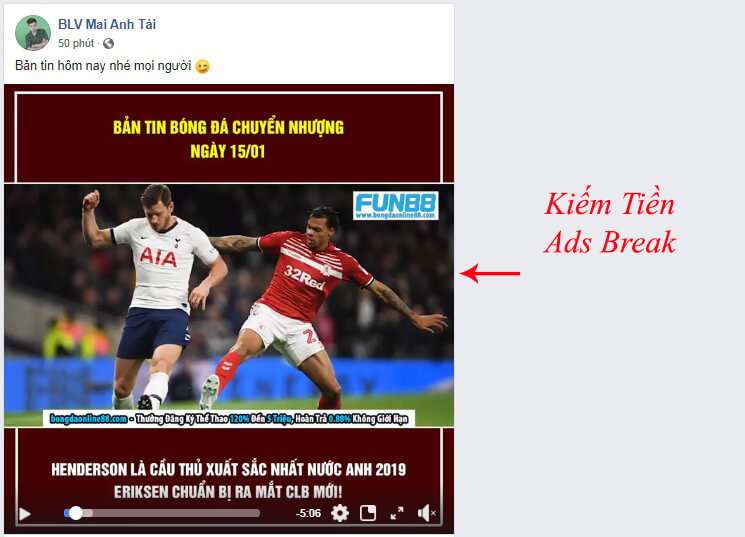 BLV Mai Anh Tài
50 phút ·
Bản tin hôm nay nhé mọi người
BẢN TIN BÓNG ĐÁ CHUYỂN NHƯỢNG
NGÀY 15/01
FUN88
www.bongdaonline88.com
AIA
32Red
2
Kiếm Tiền
Ads Break
bongdaonline88.com - Thưởng Đăng Ký Thể Thao 120% Đến 5 Triệu, Hoàn Trả 0.88% Không Giới Hạn
HENDERSON LÀ CẦU THỦ XUẤT SẮC NHẤT NƯỚC ANH 2019
ERIKSEN CHUẨN BỊ RA MẮT CLB MỚI!
-5:06